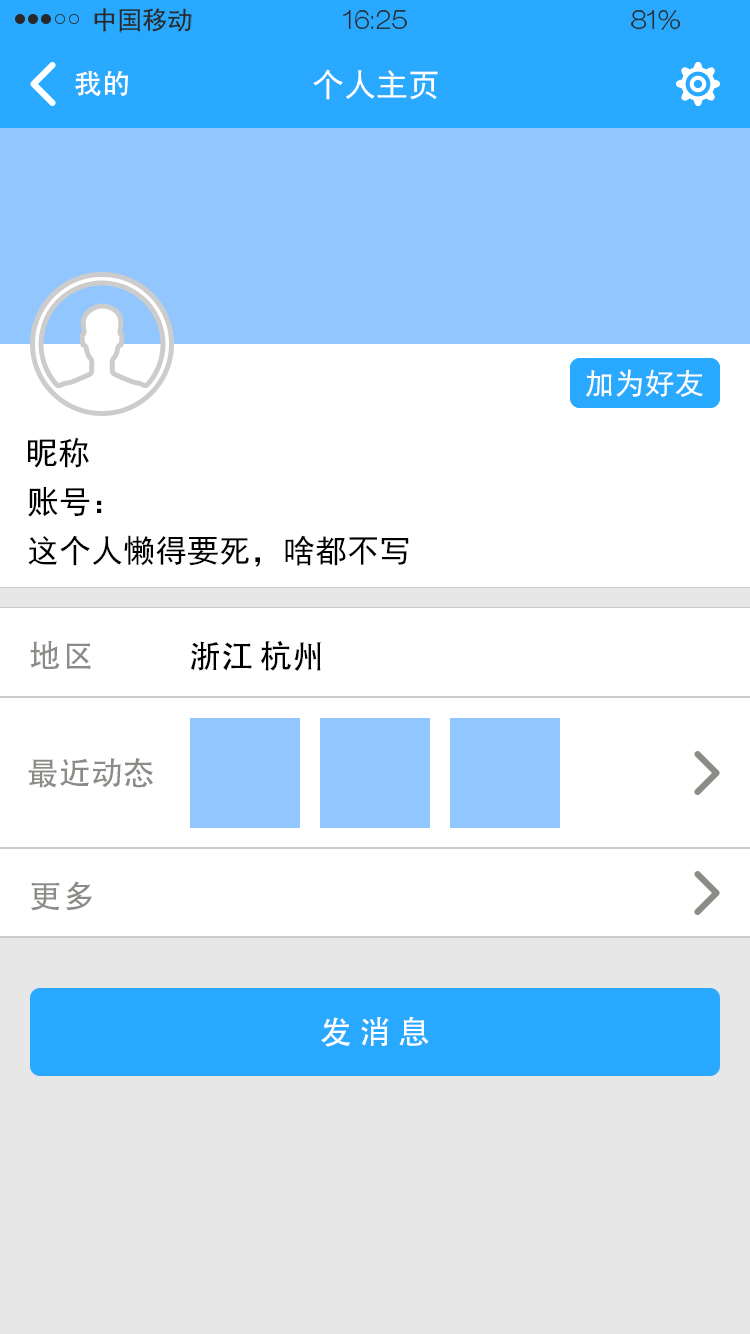 中国移动 16:25 81%
我的 个人主页
加为好友
昵称
账号：
这个人懒得要死，啥都不写
地区 浙江 杭州
最近动态
更多
发消息